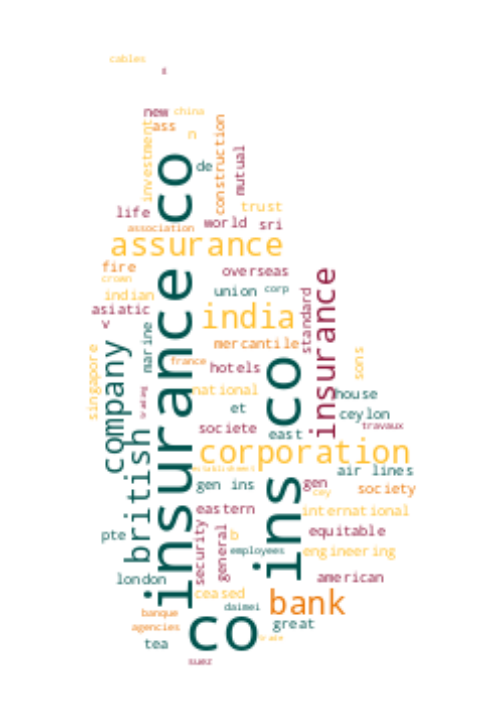 cables
s
new china
ass
n
investment
construction
co
de
mutual
life
trust
association
world sri
assurance
fire
overseas
crown
indian
union corp
asiatic
india
standard
insurance
v
marine
mercantile
singapore
company
france
hotels
sons
trading
national
house
et
ceylon
insurance co
british
societe
east
travaux
corporation
establishment
air lines
gen ins
ins co
gen
cey
society
eastern
international
pte
security
general
b
equitable
employees
engineering
london
american
ceased
banque
daimei
bank
agencies
co
great
tea
trade
suez